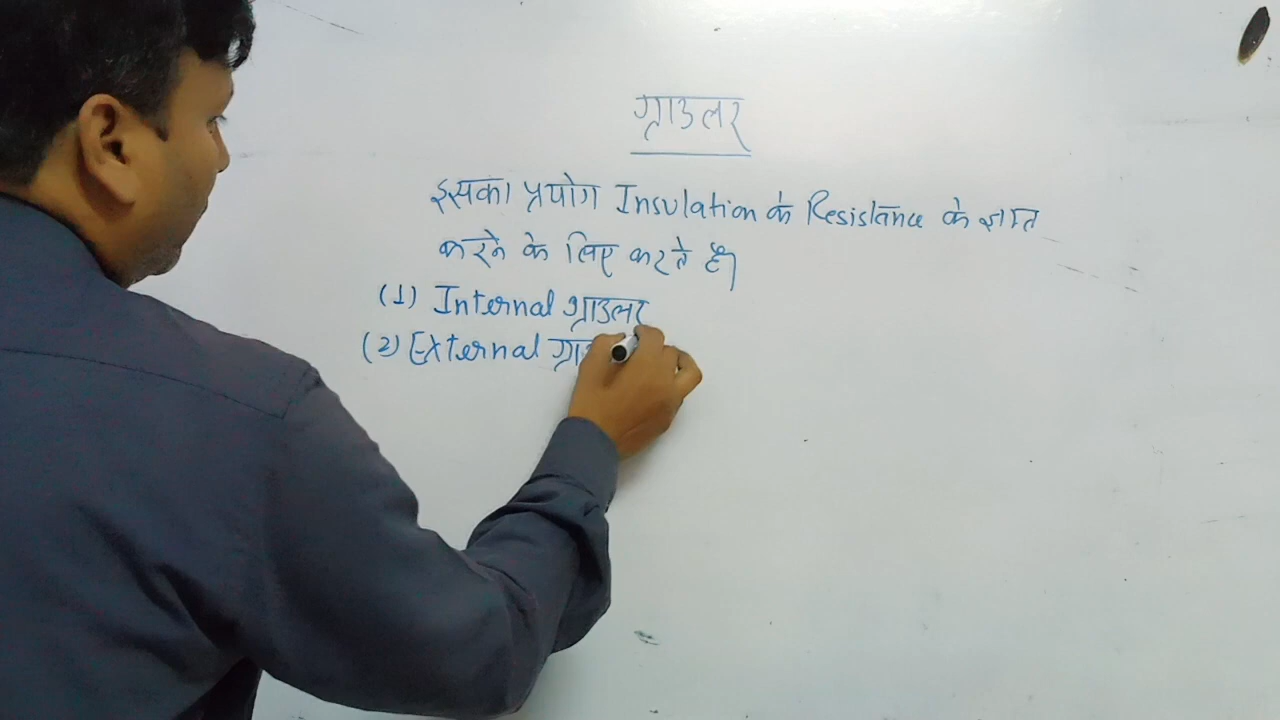 ग्राउलर
इसका प्रयोग Insulation के Resistance के ज्ञात
करने के लिए करते है।
(1) Internal ग्राउलर
(2) External ग्रा